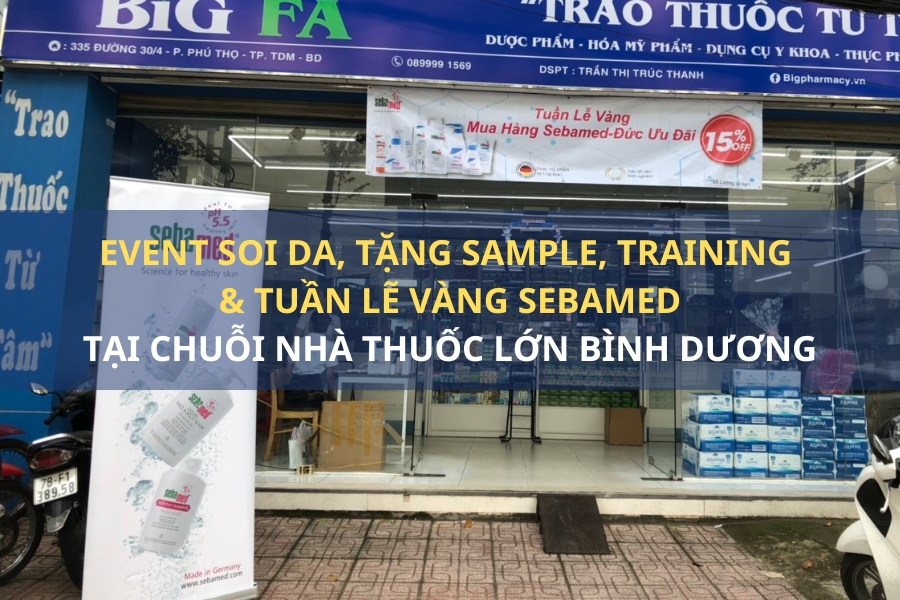 BiG FA
"TRAO THUỐC TỪ T
: 335 ĐƯỜNG 30/4 - P. PHÚ THỌ - TP. TDM - BD
089999 1569
DƯỢC PHẨM - HÓA MỸ PHẨM - DỤNG CỤ Y KHOA - THỰC P
DSPT : TRẦN THỊ TRÚC THANH
Bigpharmacy.vn
"Trao
Thuốc
Từ
Tâm"
sebamed
Tuần Lễ Vàng
Mua Hàng Sebamed-Đức Ưu Đãi
15%
OFF
pH
5.5
sebamed
Science for healthy skin
EVENT SOI DA, TẶNG SAMPLE, TRAINING
& TUẦN LỄ VÀNG SEBAMED
TẠI CHUỖI NHÀ THUỐC LỚN BÌNH DƯƠNG
sebamed
sebamed
Made in Germany
www.sebamed.com
78-F1
389.58